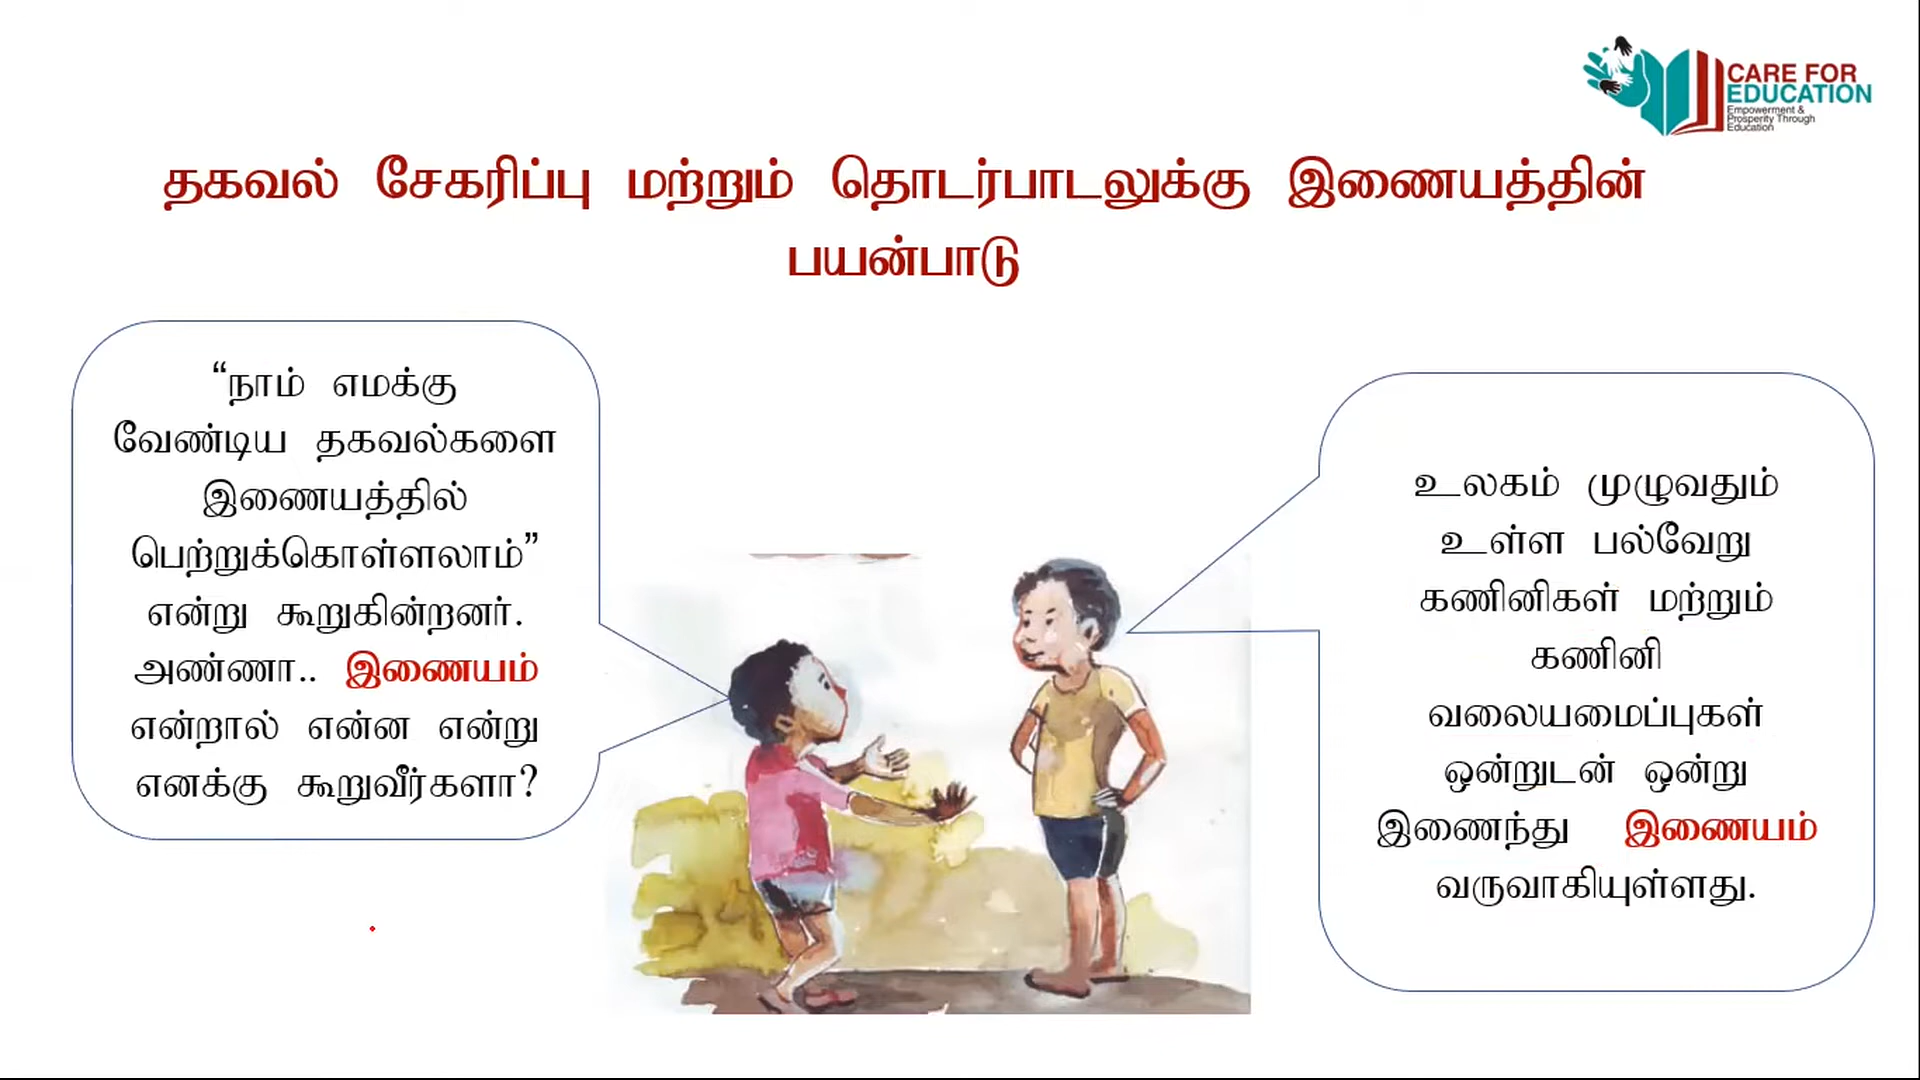 CARE FOR
EDUCATION
Empowerment &
Prosperity Through
Education
தகவல் சேகரிப்பு மற்றும் தொடர்பாடலுக்கு இணையத்தின்
பயன்பாடு
“நாம் எமக்கு
வேண்டிய தகவல்களை
இணையத்தில்
பெற்றுக்கொள்ளலாம்”
என்று கூறுகின்றனர்.
அண்ணா.. இணையம்
என்றால் என்ன என்று
எனக்கு கூறுவீர்களா?
உலகம் முழுவதும்
உள்ள பல்வேறு
கணினிகள் மற்றும்
கணினி
வலையமைப்புகள்
ஒன்றுடன் ஒன்று
இணைந்து இணையம்
வருவாகியுள்ளது.